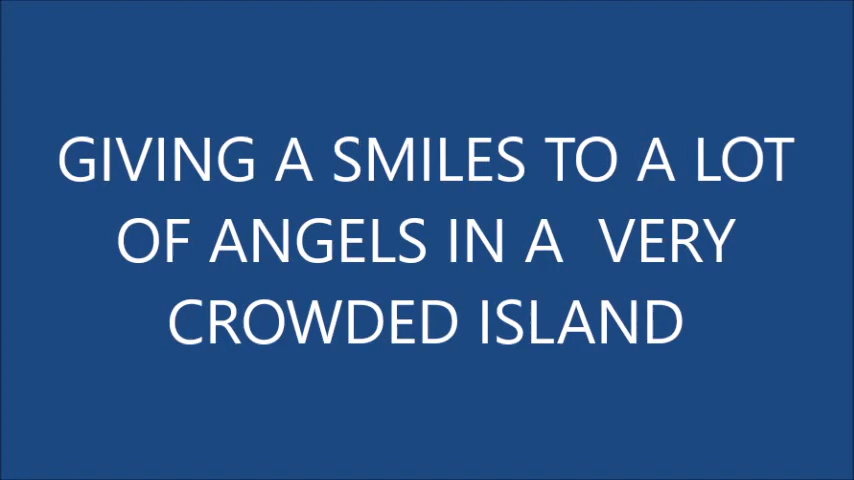 GIVING A SMILES TO A LOT
OF ANGELS IN A  VERY
CROWDED ISLAND